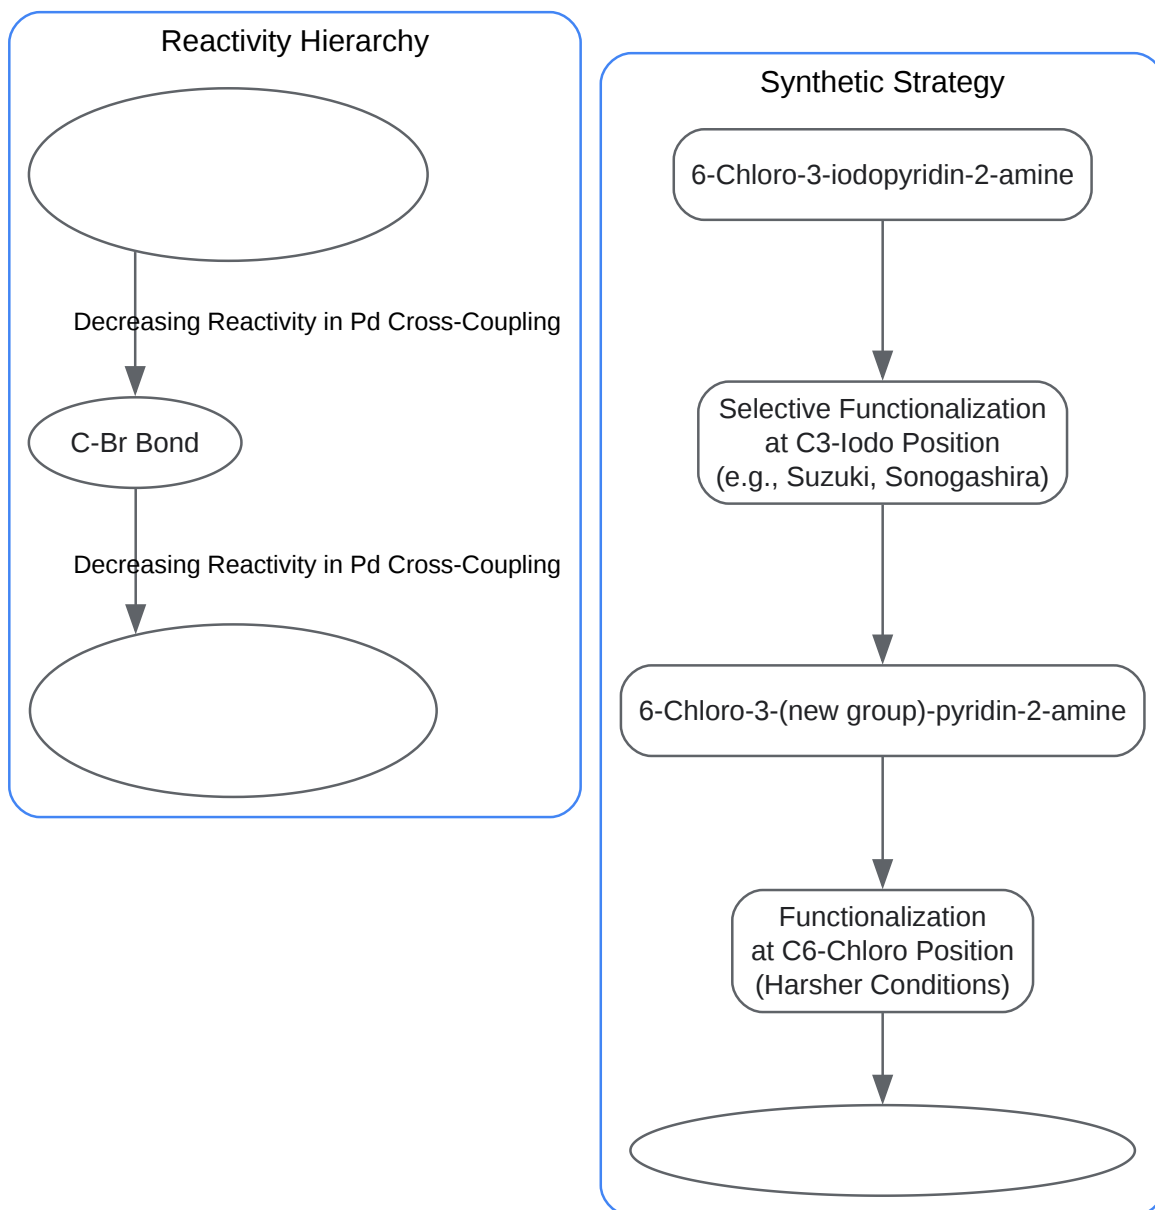 Reactivity Hierarchy
Decreasing Reactivity in Pd Cross-Coupling
C-Br Bond
Decreasing Reactivity in Pd Cross-Coupling
Synthetic Strategy
6-Chloro-3-iodopyridin-2-amine
Selective Functionalization
at C3-Iodo Position
(e.g., Suzuki, Sonogashira)
6-Chloro-3-(new group)-pyridin-2-amine
Functionalization
at C6-Chloro Position
(Harsher Conditions)